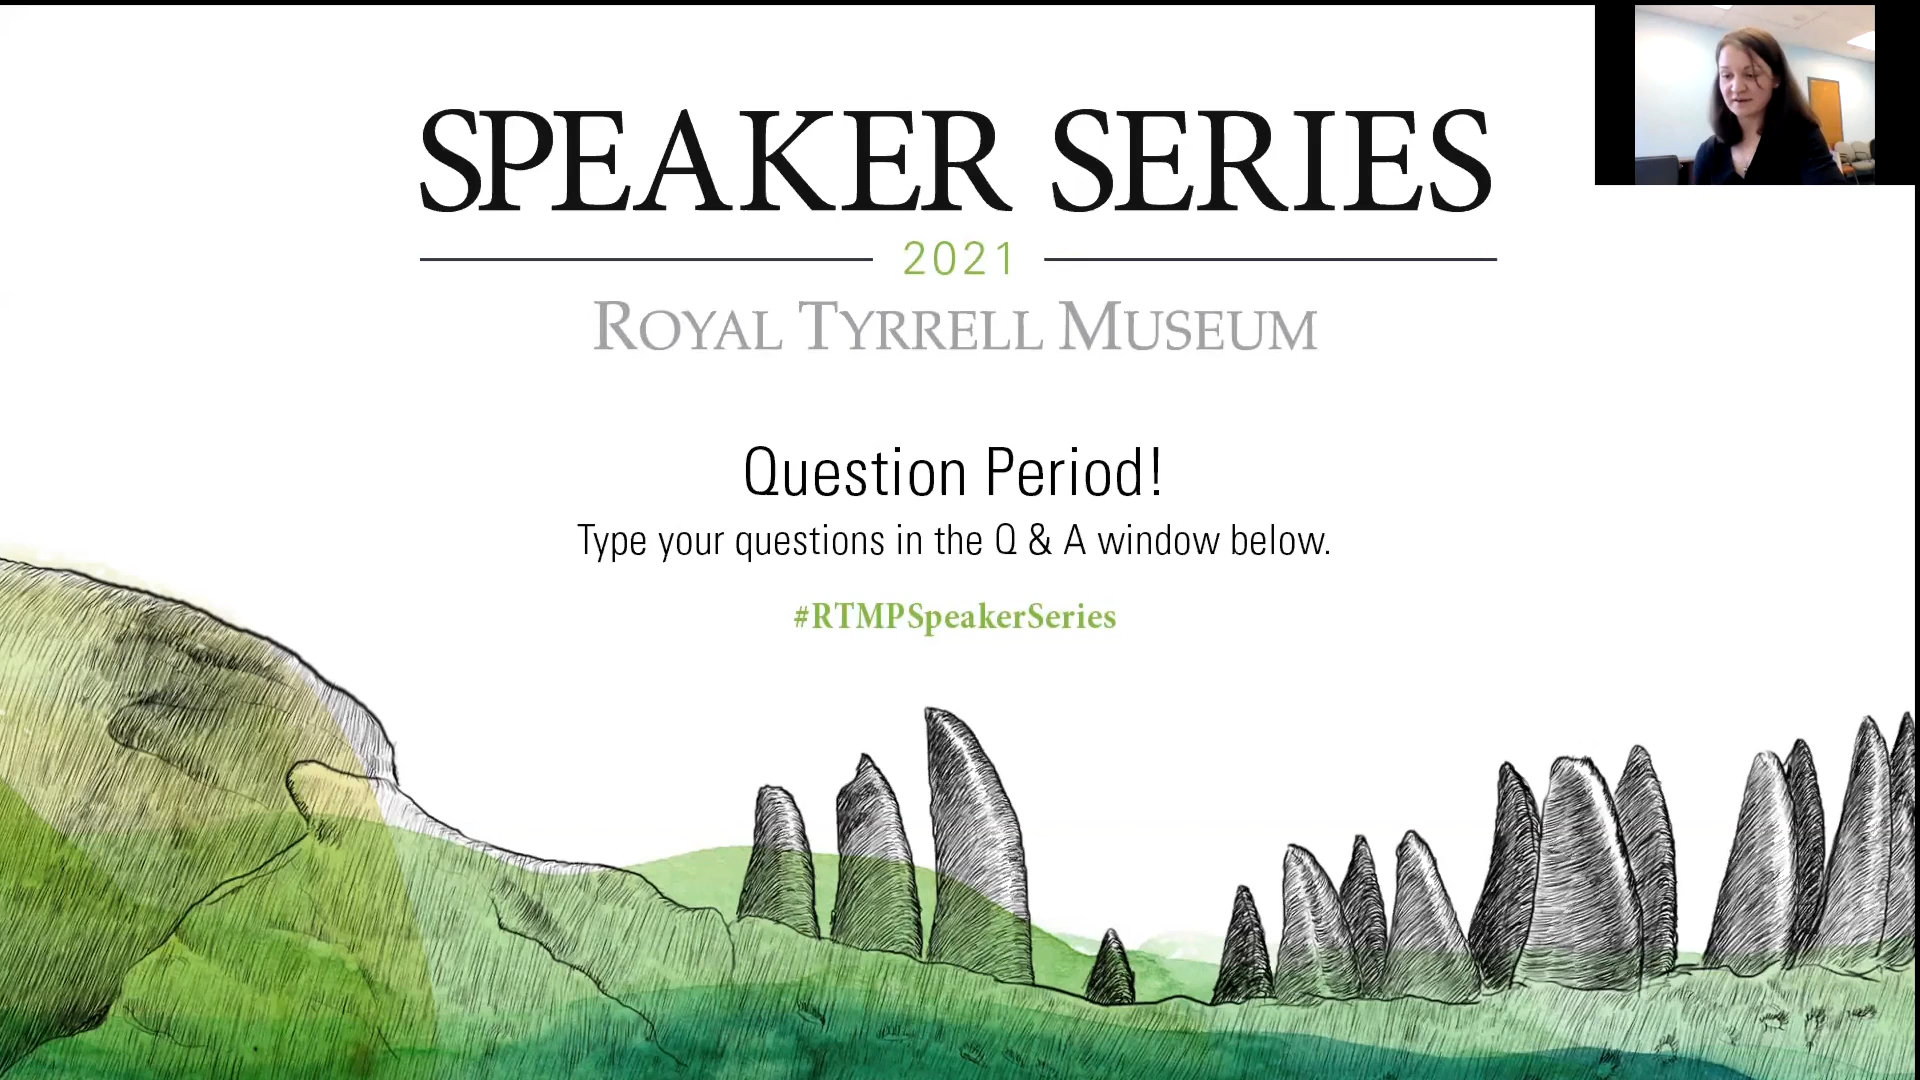 SPEAKER SERIES
2021
ROYAL TYRRELL MUSEUM
Question Period!
Type your questions in the Q & A window below.
#RTMPSpeakerSeries